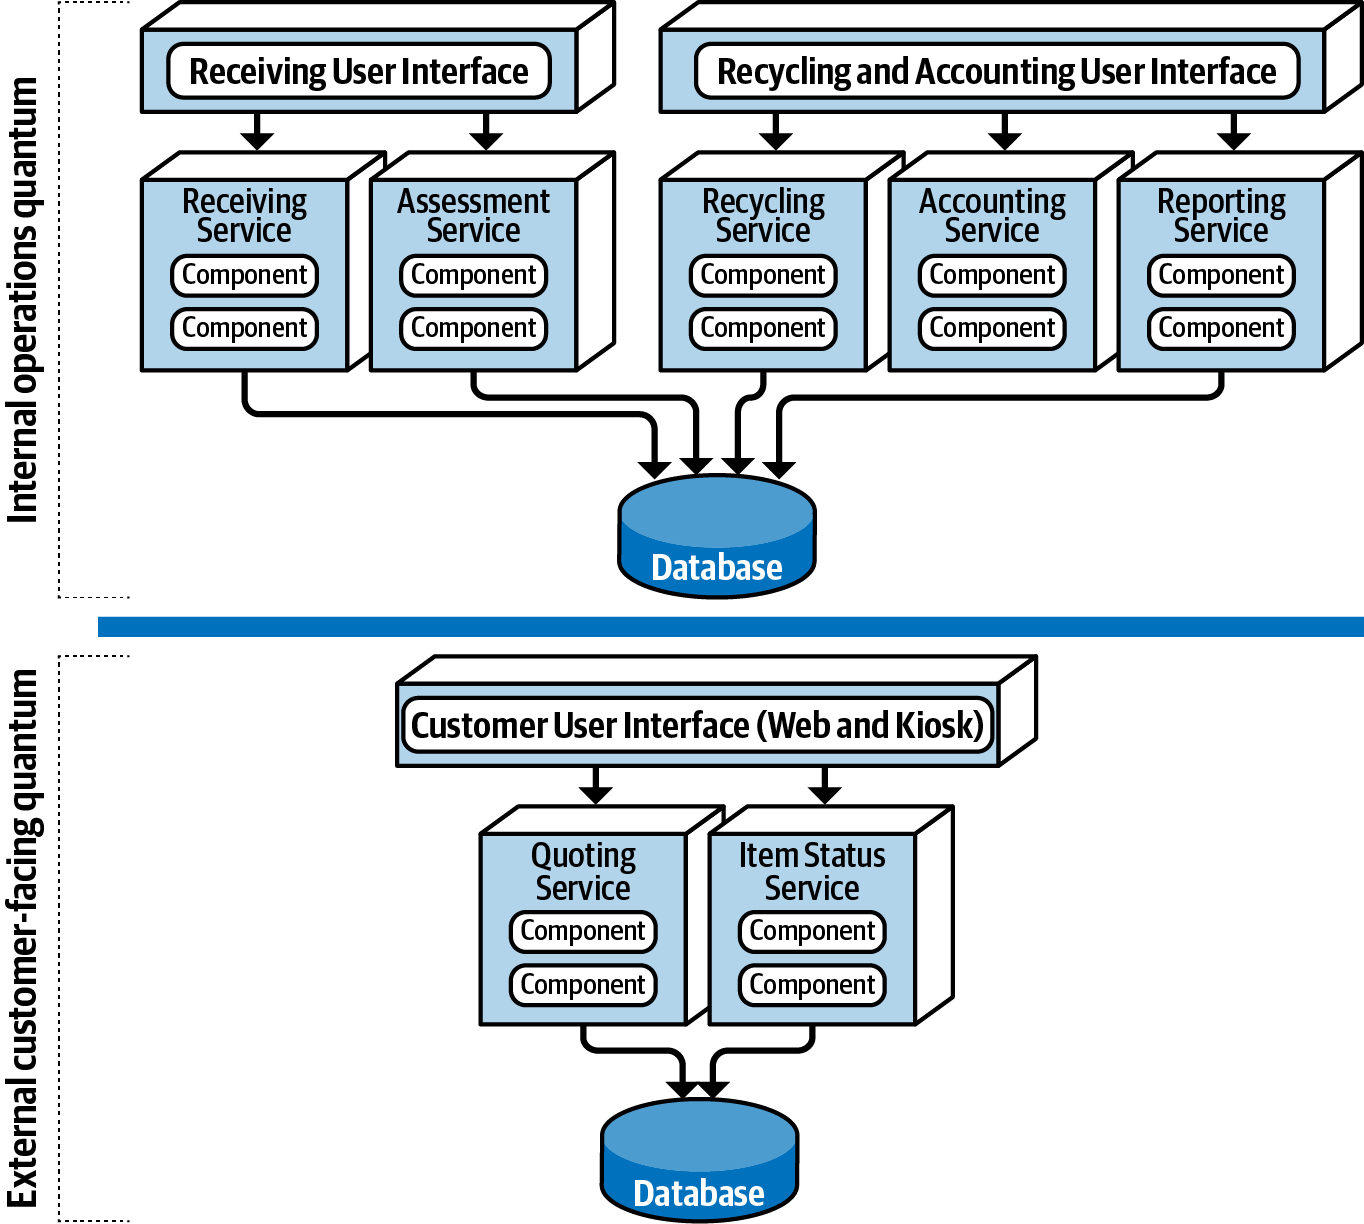 Internal operations quantum
Receiving User Interface
Recycling and Accounting User Interface
Receiving
Service
Component
Component
Assessment
Service
Component
Component
Recycling
Service
Component
Component
Accounting
Service
Component
Component
Reporting
Service
Component
Component
Database
External customer-facing quantum
Customer User Interface (Web and Kiosk)
Quoting
Service
Component
Component
Item Status
Service
Component
Component
Database